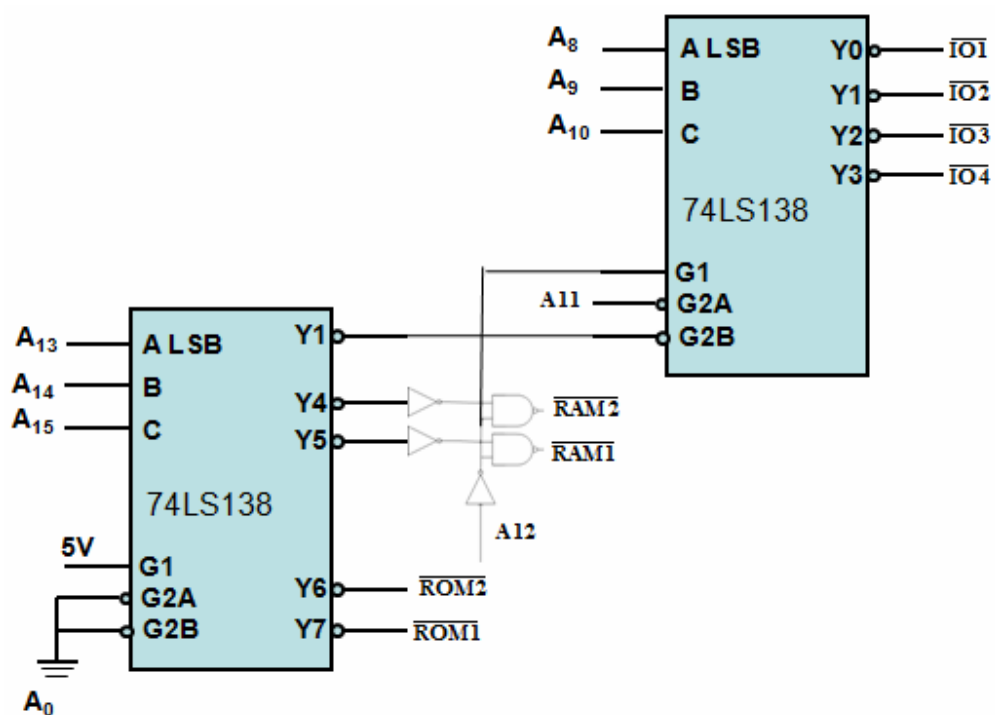 A8
A LSB
Y0
IO1
A9
B
Y1
IO2
A10
C
Y2
IO3
Y3
IO4
74LS138
G1
A11
G2A
G2B
A13
A LSB
Y1
A14
B
Y4
RAM2
A15
C
Y5
RAM1
74LS138
A12
5V
G1
Y6
ROM2
G2A
G2B
Y7
ROM1
A0